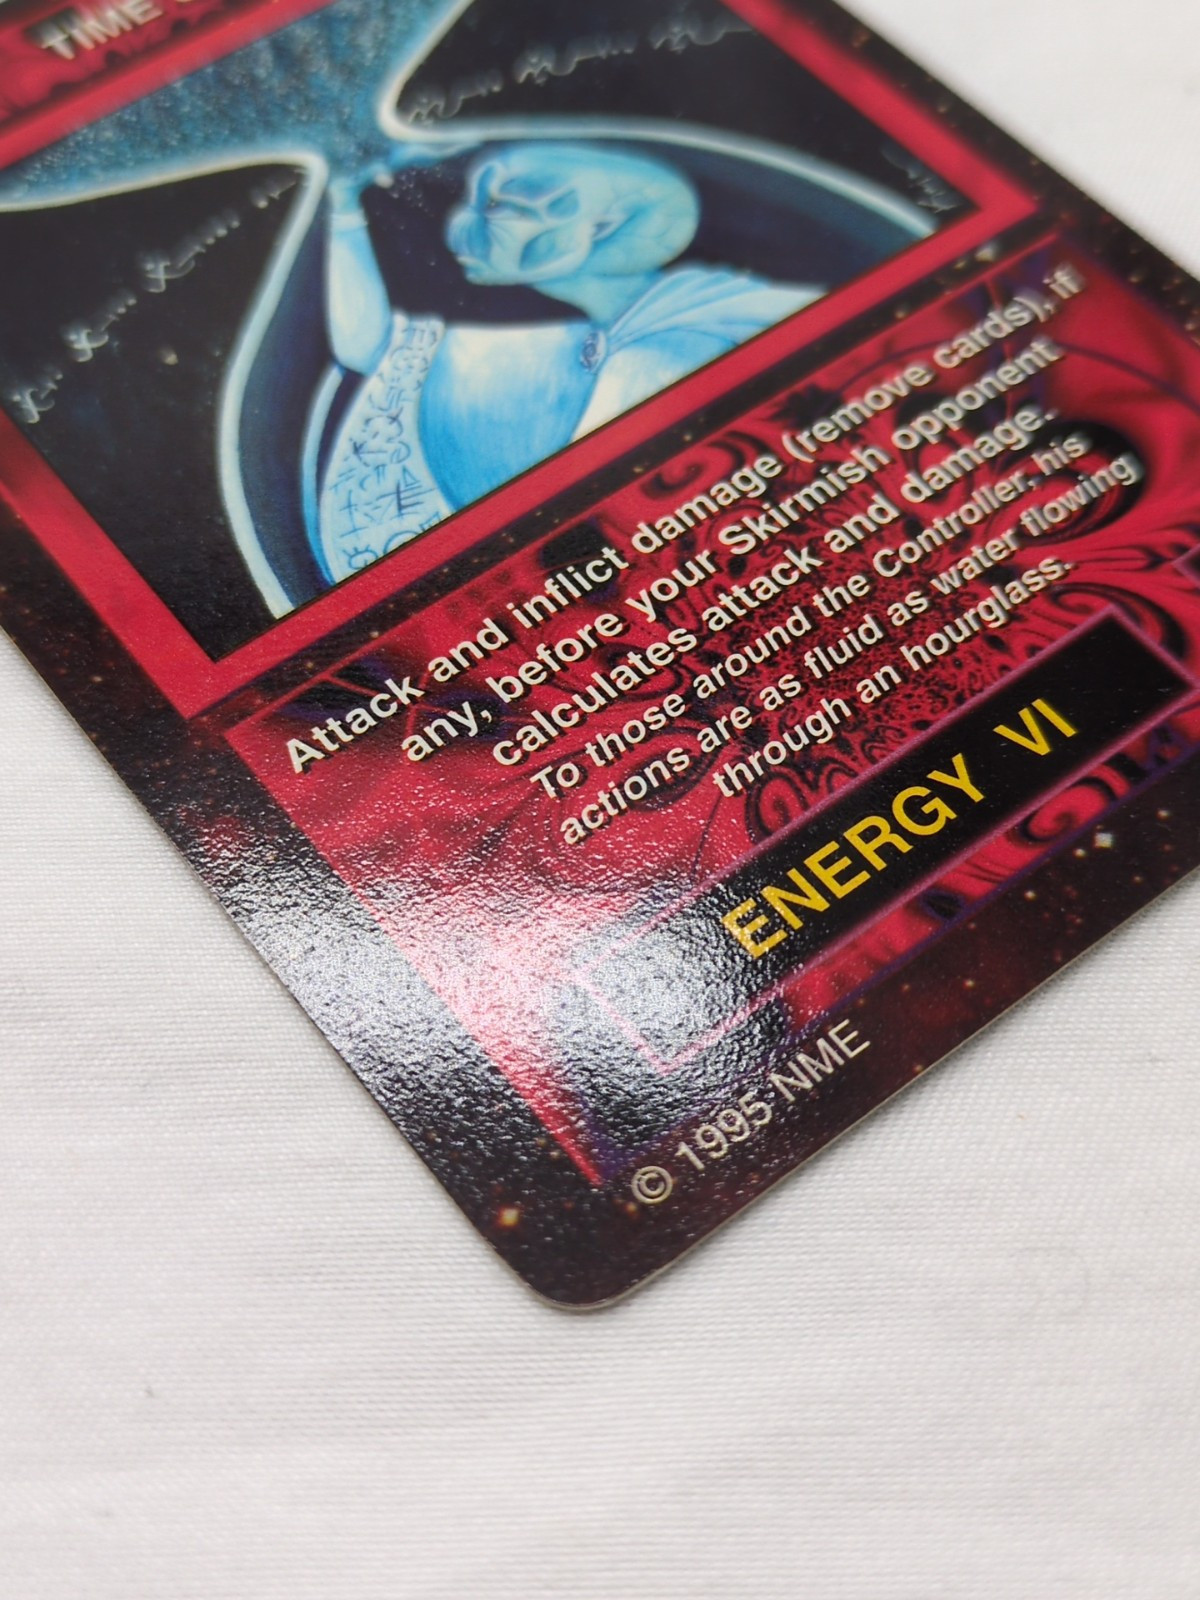 TIME
Attack and inflict damage (remove cards), if
any, before your Skirmish opponent
calculates attack and damage.
To those around the Controller, his
actions are as fluid as water flowing
through an hourglass.
ENERGY VI
© 1995 NME